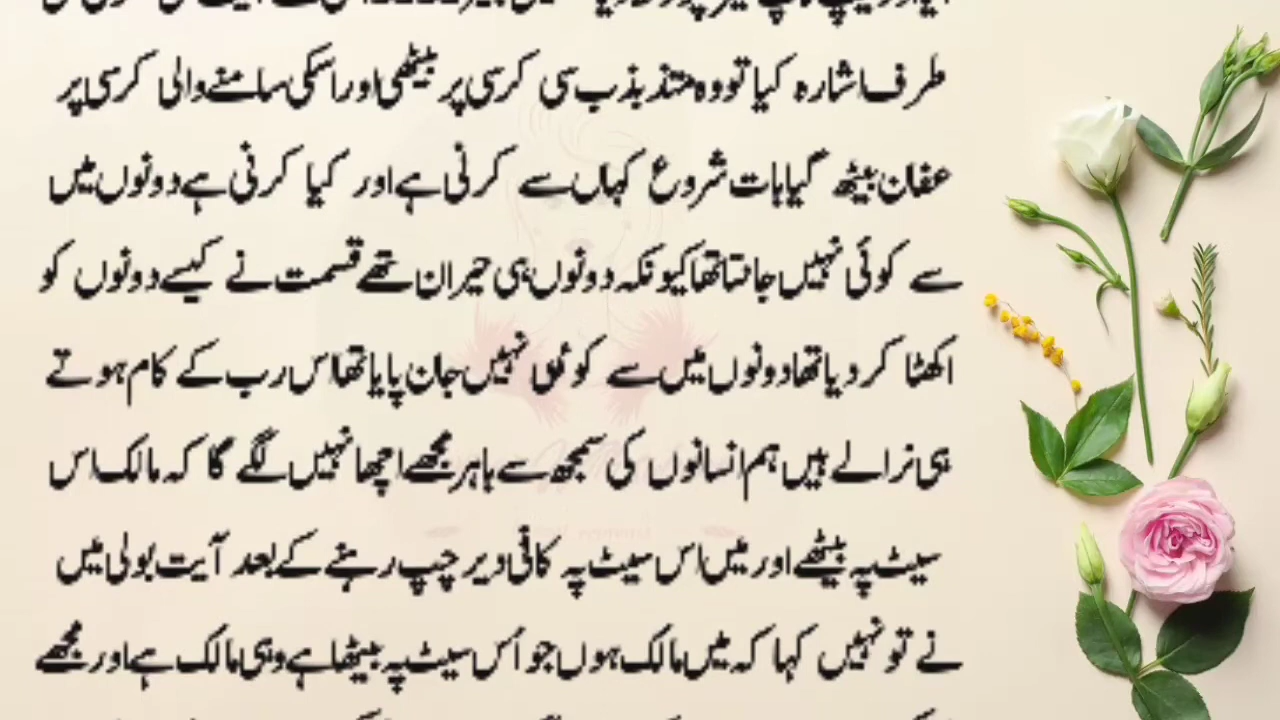 طرف اشارہ کیا تو وہ متذبذب سی کرسی پر بیٹھی اور اسکی سامنے والی کرسی پر
عفان بیٹھ گیا بات شروع کہاں سے کرنی ہے اور کیا کرنی ہے دونوں میں
سے کوئی نہیں جانتا تھا کیونکہ دونوں ہی حیران تھے قسمت نے کیسے دونوں کو
اکھٹا کر دیا تھا دونوں میں سے کوئی نہیں جان پایا تھا اس رب کے کام ہوتے
ہی نرالے ہیں ہم انسانوں کی سمجھ سے باہر مجھے اچھا نہیں لگے گا کہ مالک اس
سیٹ پہ بیٹھے اور میں اس سیٹ پہ کافی دیر چپ رہنے کے بعد آیت بولی میں
نے تو نہیں کہا کہ میں مالک ہوں جو اُس سیٹ پہ بیٹھا ہے وہی مالک ہے اور مجھے